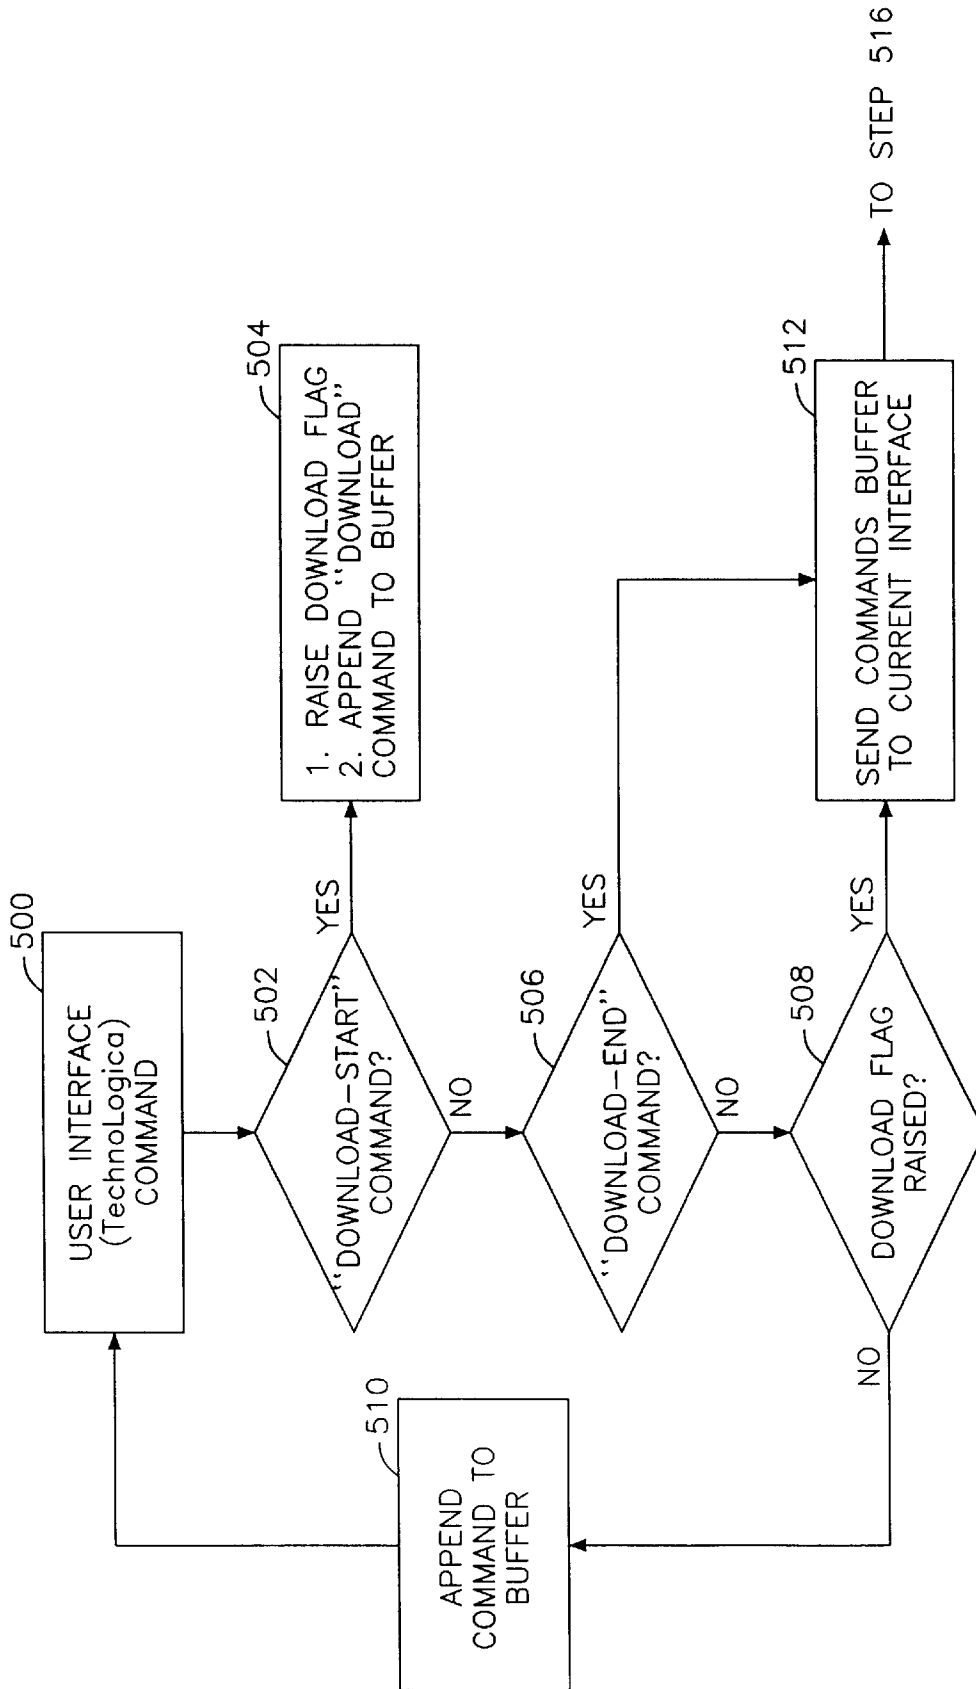 500
USER INTERFACE
(TechnoLogica)
COMMAND
502
"DOWNLOAD-START"
COMMAND?
YES
504
1. RAISE DOWNLOAD FLAG
2. APPEND "DOWNLOAD"
COMMAND TO BUFFER
NO
506
"DOWNLOAD-END"
COMMAND?
YES
NO
508
DOWNLOAD FLAG
RAISED?
YES
512
SEND COMMANDS BUFFER
TO CURRENT INTERFACE
TO STEP 516
NO
510
APPEND
COMMAND TO
BUFFER